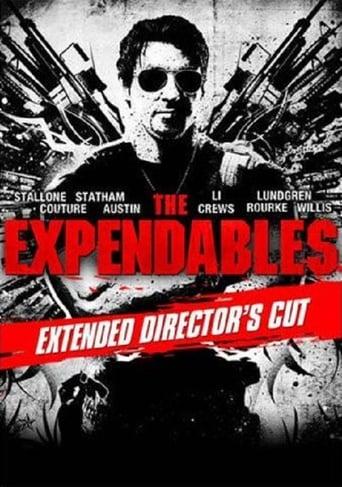 STALLONE STATHAM LI LUNDGREN
COUTURE AUSTIN THE CREWS ROURKE WILLIS
EXPENDABLES
EXTENDED DIRECTOR'S CUT